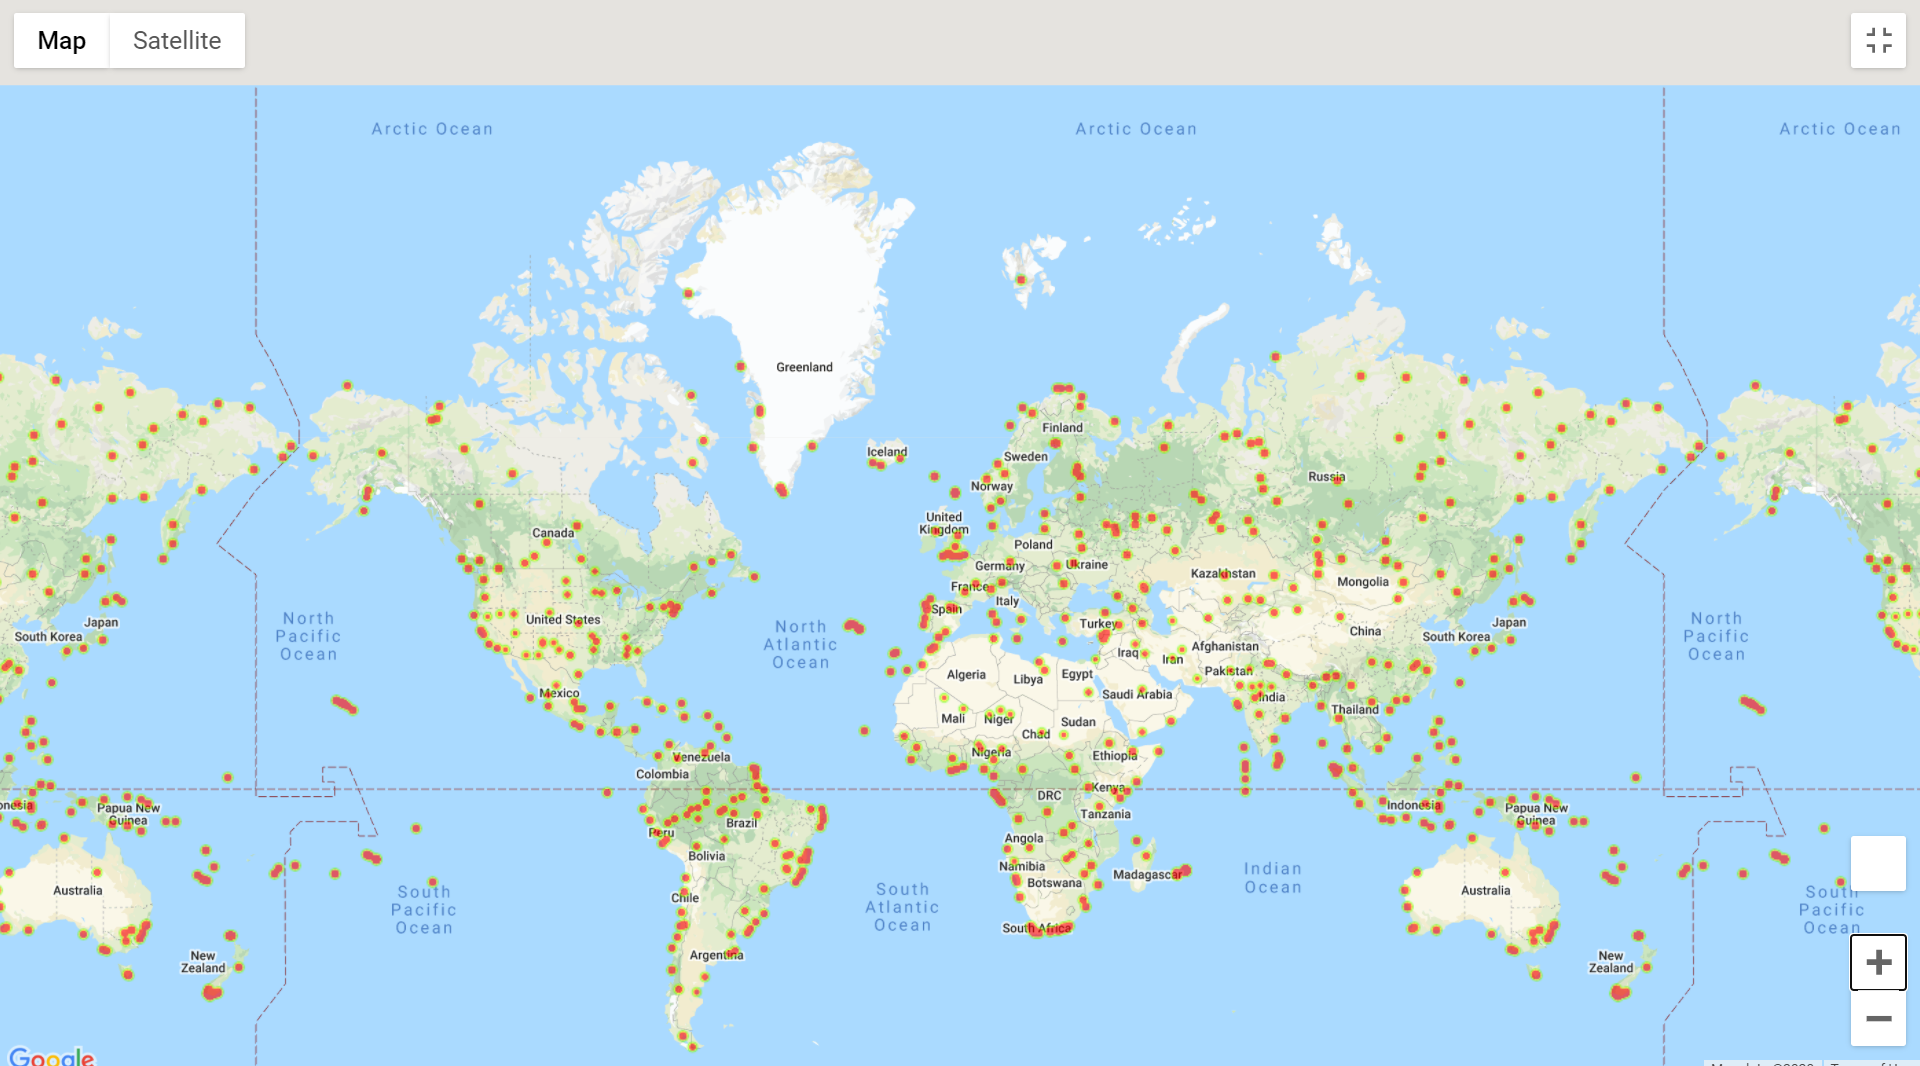 Map
Satellite
Arctic Ocean
Arctic Ocean
Arctic Ocean
Greenland
Iceland
Finland
Sweden
Norway
Russia
United
Kingdom
Canada
Poland
Germany
Ukraine
Kazakhstan
Mongolia
France
Italy
Spain
Turkey
North
Pacific
Ocean
United States
North
Atlantic
Ocean
Japan
South Korea
China
South Korea
Japan
North
Pacific
Ocean
Iraq
Iran
Afghanistan
Pakistan
Algeria
Libya
Egypt
Saudi Arabia
India
Mexico
Mali
Niger
Sudan
Thailand
Chad
Nigeria
Ethiopia
Venezuela
Colombia
DRC
Kenya
Tanzania
Papua New
Guinea
Peru
Brazil
Indonesia
Papua New
Guinea
Angola
Bolivia
Namibia
Botswana
Madagascar
Indian
Ocean
Australia
South
Pacific
Ocean
Chile
South
Atlantic
Ocean
Australia
South
Pacific
Ocean
South Africa
New
Zealand
Argentina
New
Zealand
Google